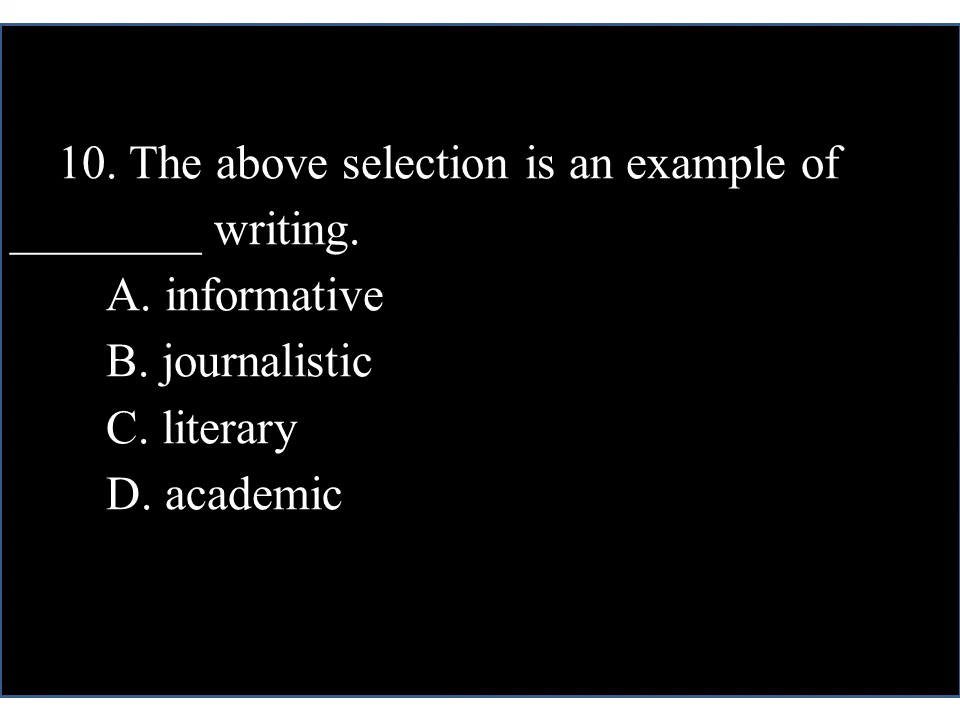 10. The above selection is an example of
________ writing.
A. informative
B. journalistic
C. literary
D. academic